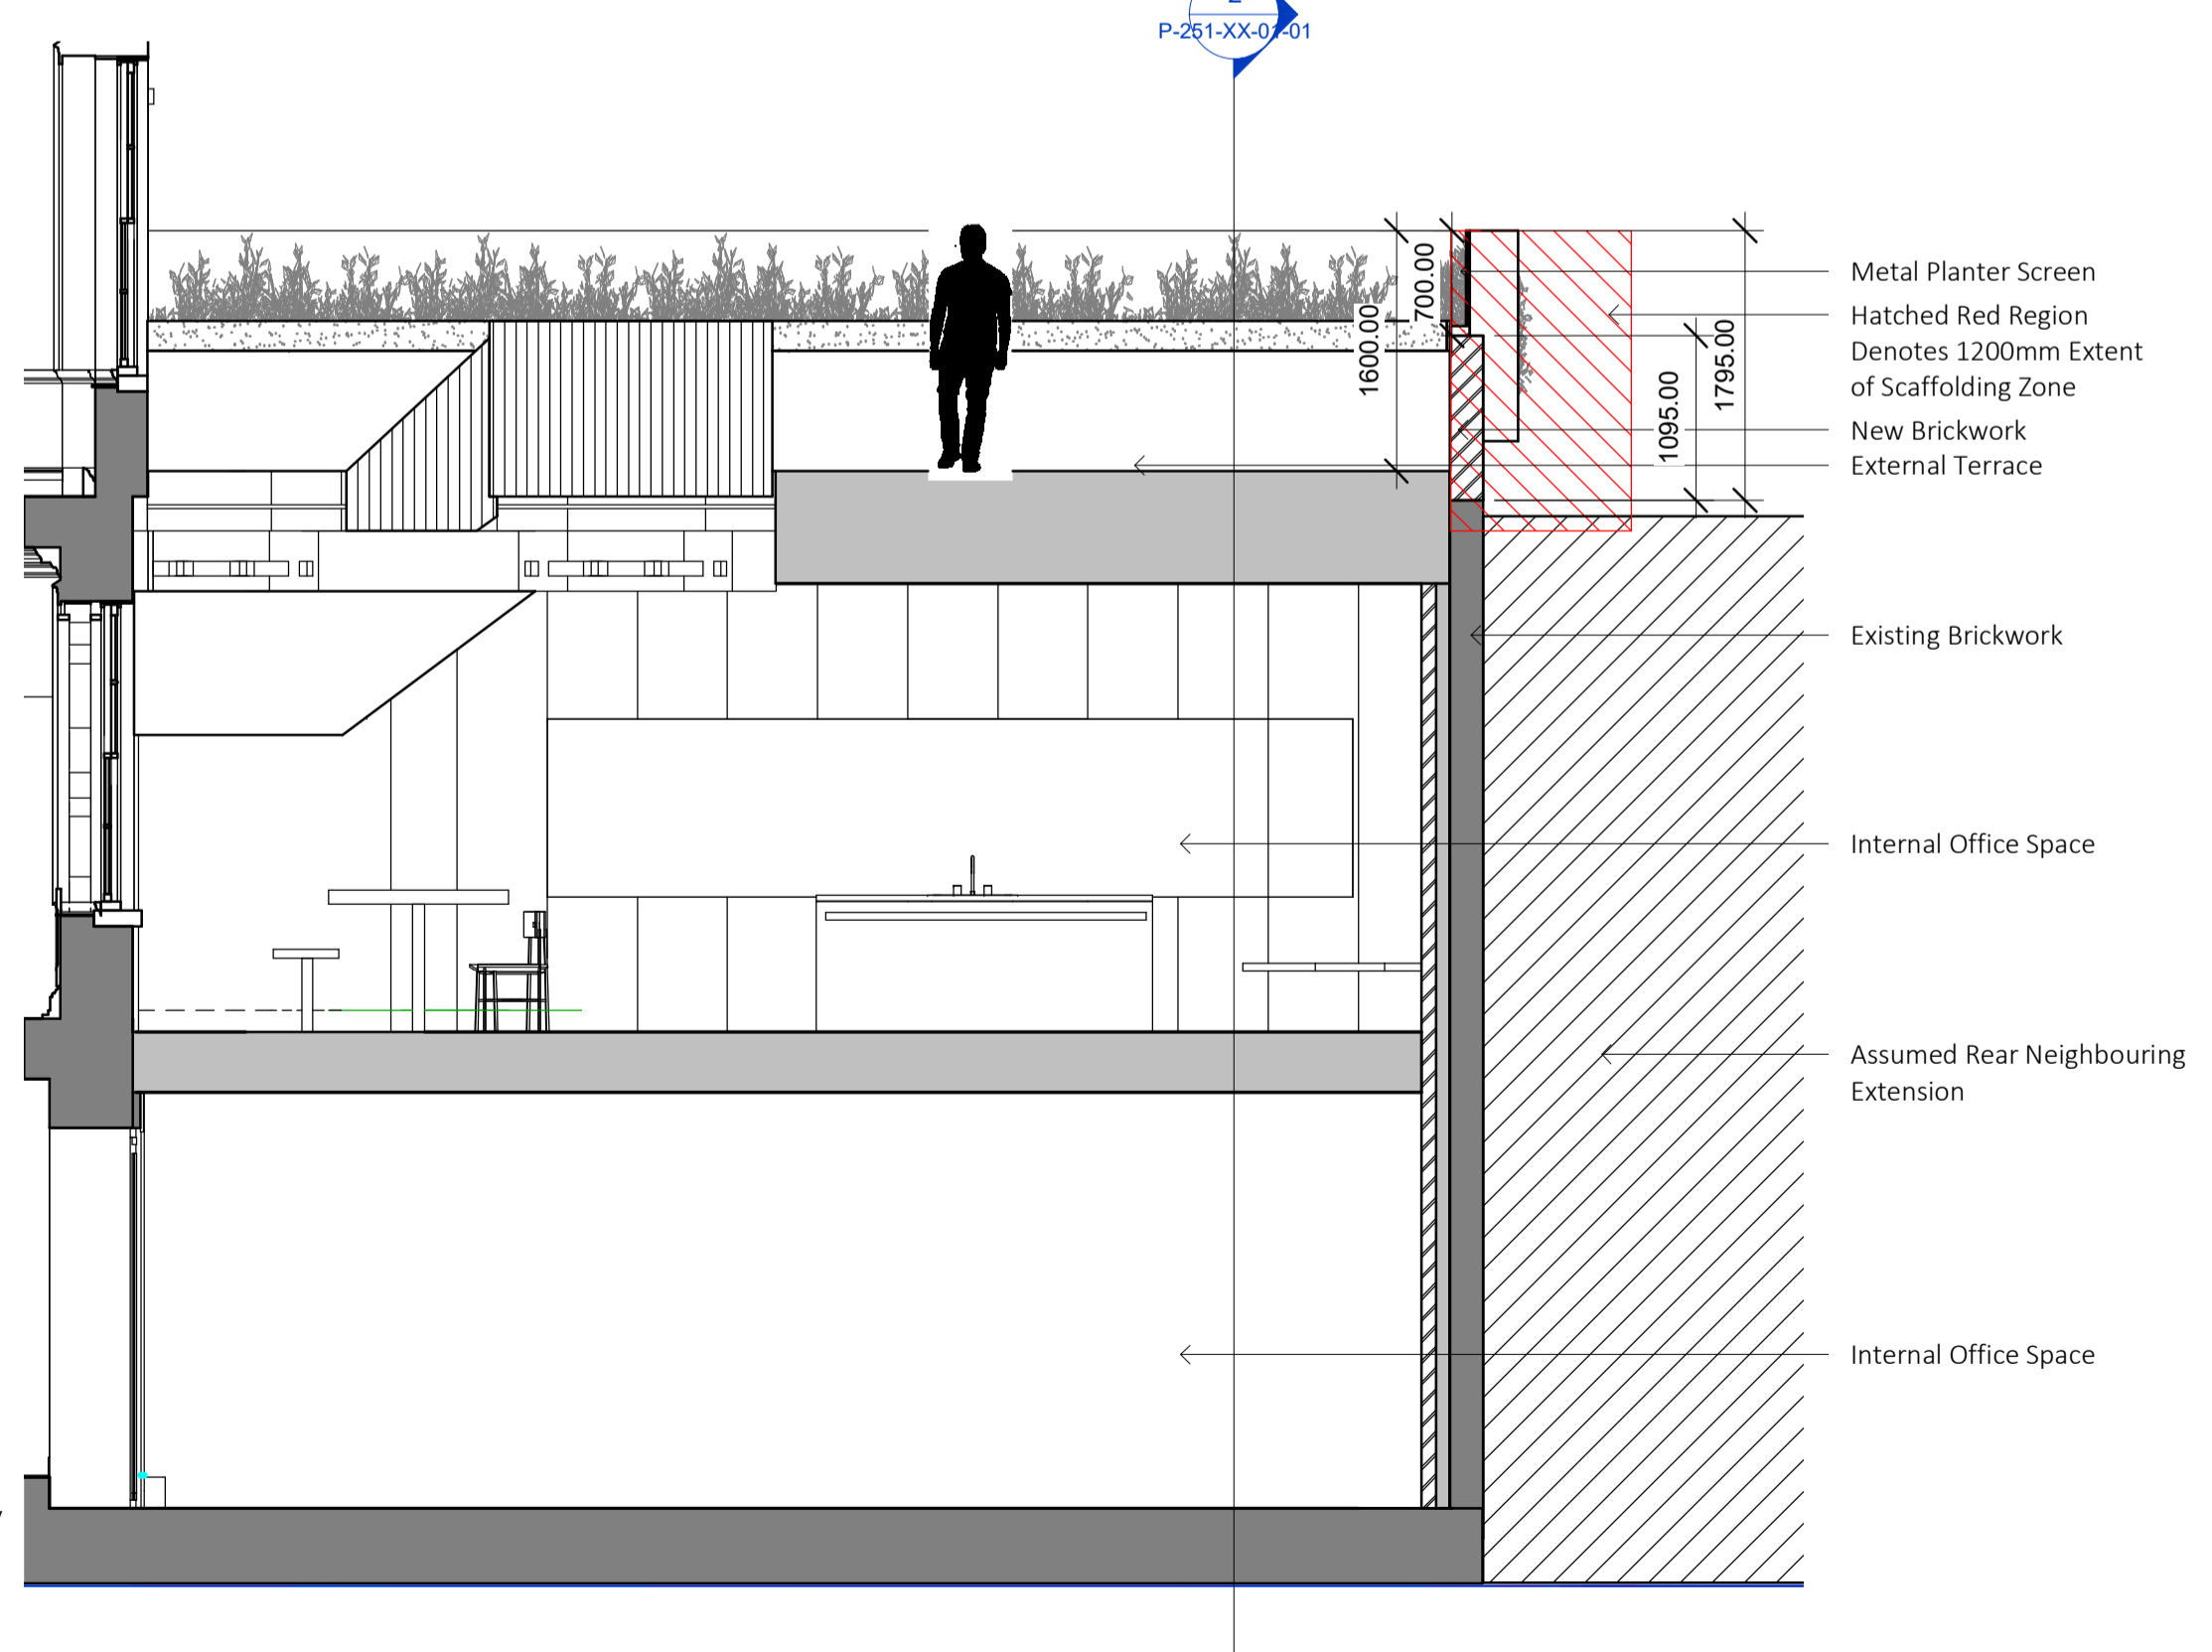 P-251-XX-01-01
700.00
1600.00
1095.00
1795.00
Metal Planter Screen
Hatched Red Region
Denotes 1200mm Extent
of Scaffolding Zone
New Brickwork
External Terrace
Existing Brickwork
Internal Office Space
Assumed Rear Neighbouring
Extension
Internal Office Space